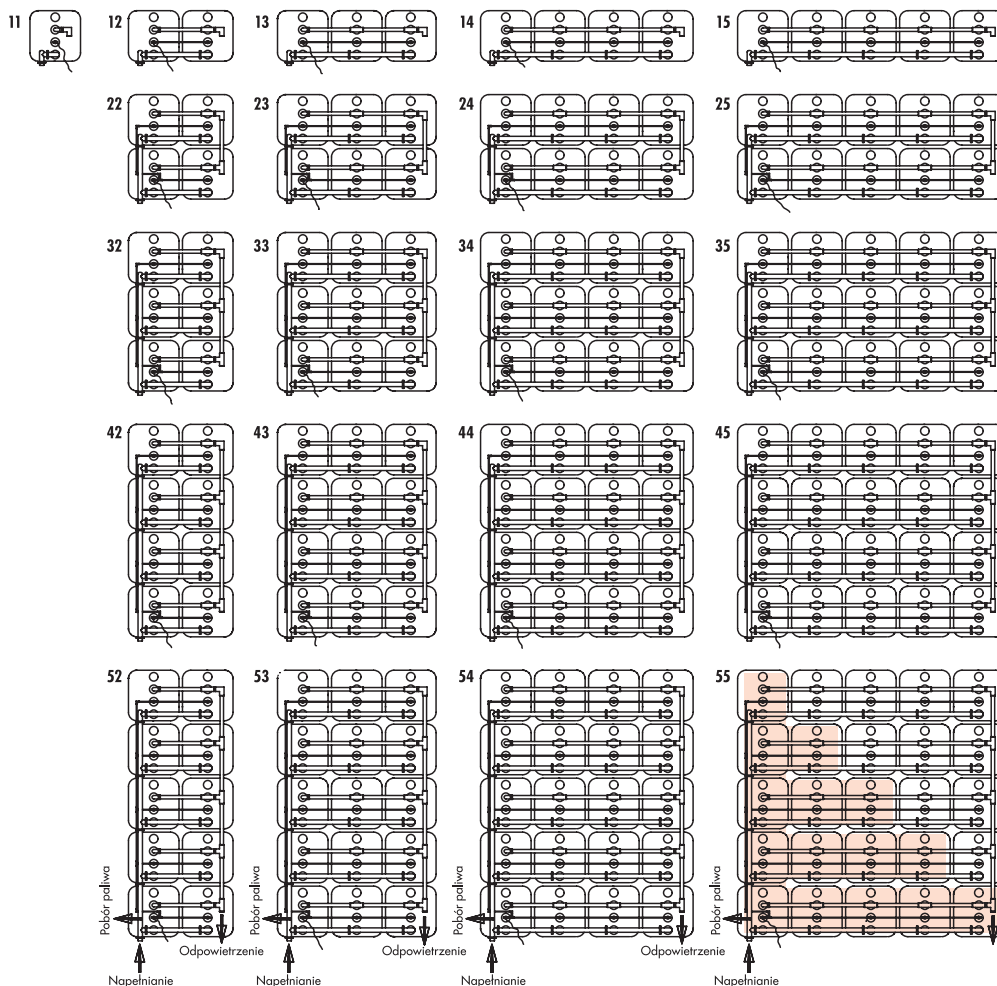 11 12 13 14 15
22 23 24 25
32 33 34 35
42 43 44 45
52 53 54 55
Pobór paliwa Pobór paliwa Pobór paliwa Pobór paliwa
Odpowietrzenie Odpowietrzenie Odpowietrzenie
Napełnianie Napełnianie Napełnianie Napełnianie